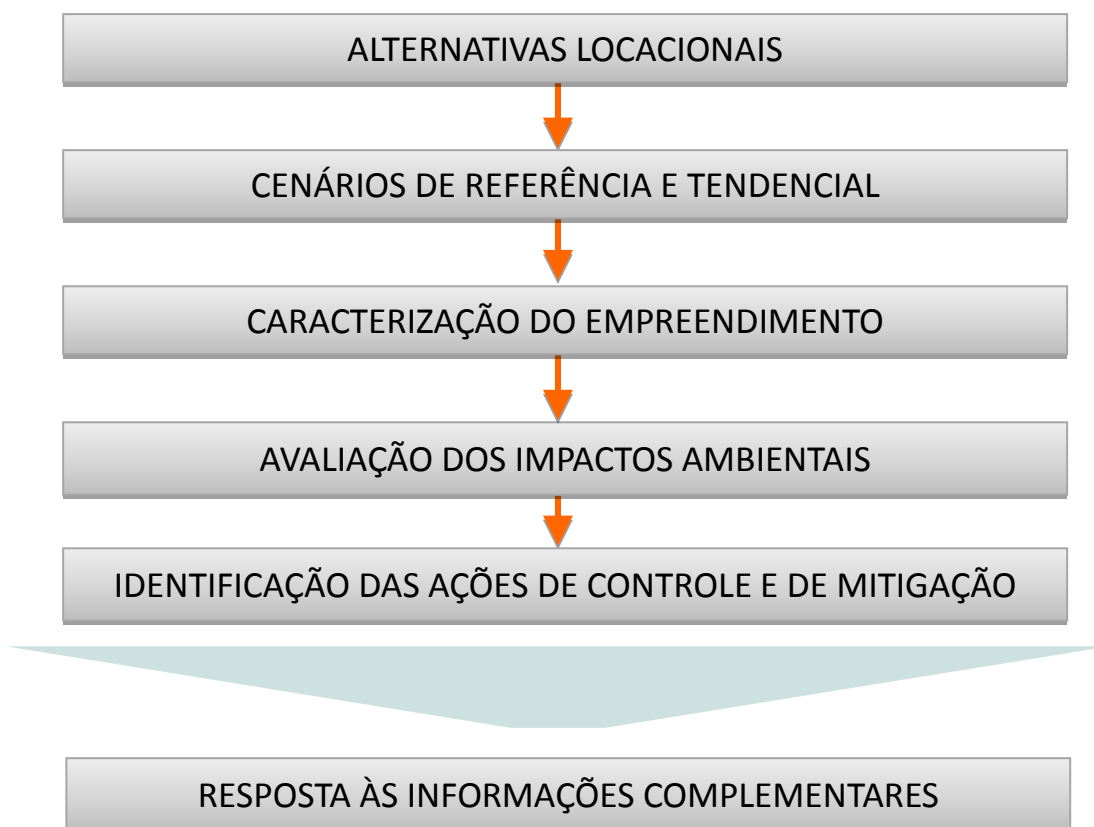 ALTERNATIVAS LOCACIONAIS
CENÁRIOS DE REFERÊNCIA E TENDENCIAL
CARACTERIZAÇÃO DO EMPREENDIMENTO
AVALIAÇÃO DOS IMPACTOS AMBIENTAIS
IDENTIFICAÇÃO DAS AÇÕES DE CONTROLE E DE MITIGAÇÃO
RESPOSTA ÀS INFORMAÇÕES COMPLEMENTARES